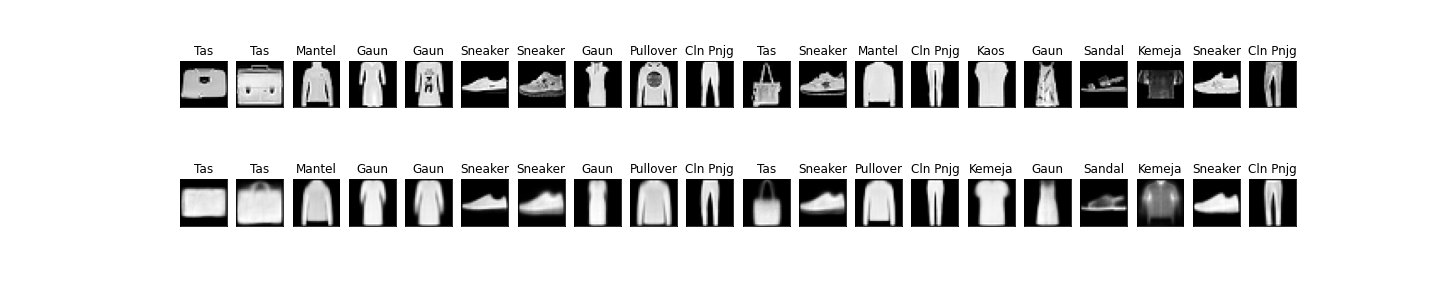 Tas Tas Mantel Gaun Gaun Sneaker Sneaker Gaun Pullover Cln Pnjg Tas Sneaker Mantel Cln Pnjg Kaos Gaun Sandal Kemeja Sneaker Cln Pnjg
Tas Tas Mantel Gaun Gaun Sneaker Sneaker Gaun Pullover Cln Pnjg Tas Sneaker Pullover Cln Pnjg Kemeja Gaun Sandal Kemeja Sneaker Cln Pnjg